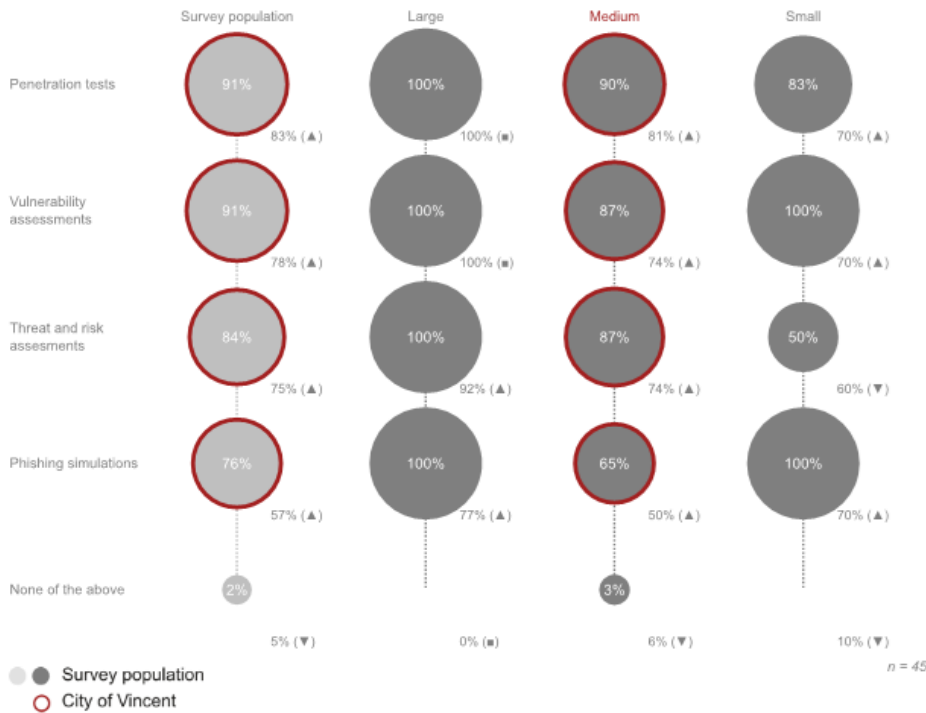 Survey population Large Medium Small
Penetration tests 91% 100% 90% 83%
83% (▲) 100% (■) 81% (▲) 70% (▲)
Vulnerability
assessments
91% 100% 87% 100%
78% (▲) 100% (■) 74% (▲) 70% (▲)
Threat and risk
assesments
84% 100% 87% 50%
75% (▲) 92% (▲) 74% (▲) 60% (▼)
Phishing simulations 76% 100% 65% 100%
57% (▲) 77% (▲) 50% (▲) 70% (▲)
None of the above 2% 3%
5% (▼) 0% (■) 6% (▼) 10% (▼)
n = 45
Survey population
City of Vincent